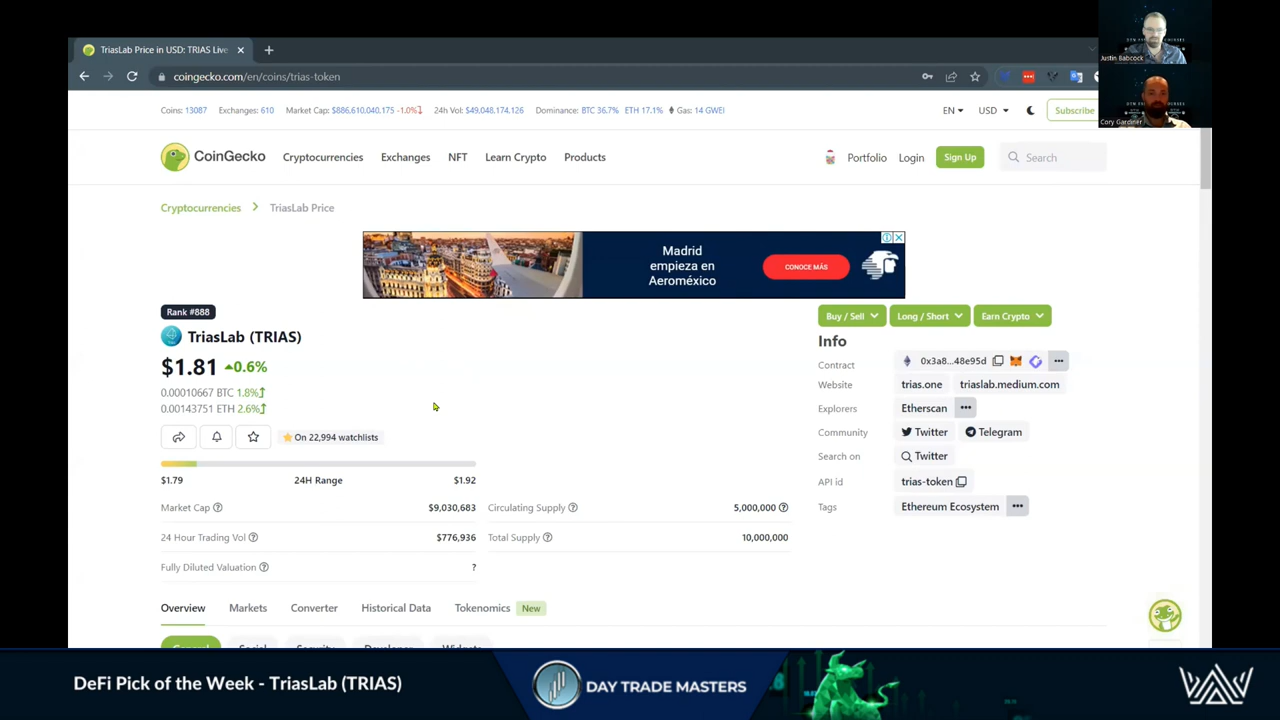 TriasLab Price in USD: TRIAS Live
coingecko.com/en/coins/trias-token
Justin Babcock
Cory Gardner
Coins: 13087 Exchanges: 610 Market Cap: $886,610,040,175 -1.0% 24h Vol: $49,048,174,126 Dominance: BTC 36.7% ETH 17.1% Gas: 14 GWEI
EN USD Subscribe
CoinGecko Cryptocurrencies Exchanges NFT Learn Crypto Products Portfolio Login Sign Up Search
Cryptocurrencies > TriasLab Price
Madrid
empieza en
Aeroméxico
CONOCE MÁS
Rank #888
TriasLab (TRIAS)
$1.81 0.6%
0.00010667 BTC 1.8%
0.00143751 ETH 2.6%
On 22,994 watchlists
$1.79 24H Range $1.92
Market Cap $9,030,683
24 Hour Trading Vol $776,936
Fully Diluted Valuation ?
Circulating Supply 5,000,000
Total Supply 10,000,000
Buy / Sell Long / Short Earn Crypto
Info
Contract 0x3a8...48e95d
Website trias.one triaslab.medium.com
Explorers Etherscan
Community Twitter Telegram
Search on Twitter
API id trias-token
Tags Ethereum Ecosystem
Overview Markets Converter Historical Data Tokenomics New
General Social Security Developer Widgets
DeFi Pick of the Week - TriasLab (TRIAS)
DAY TRADE MASTERS